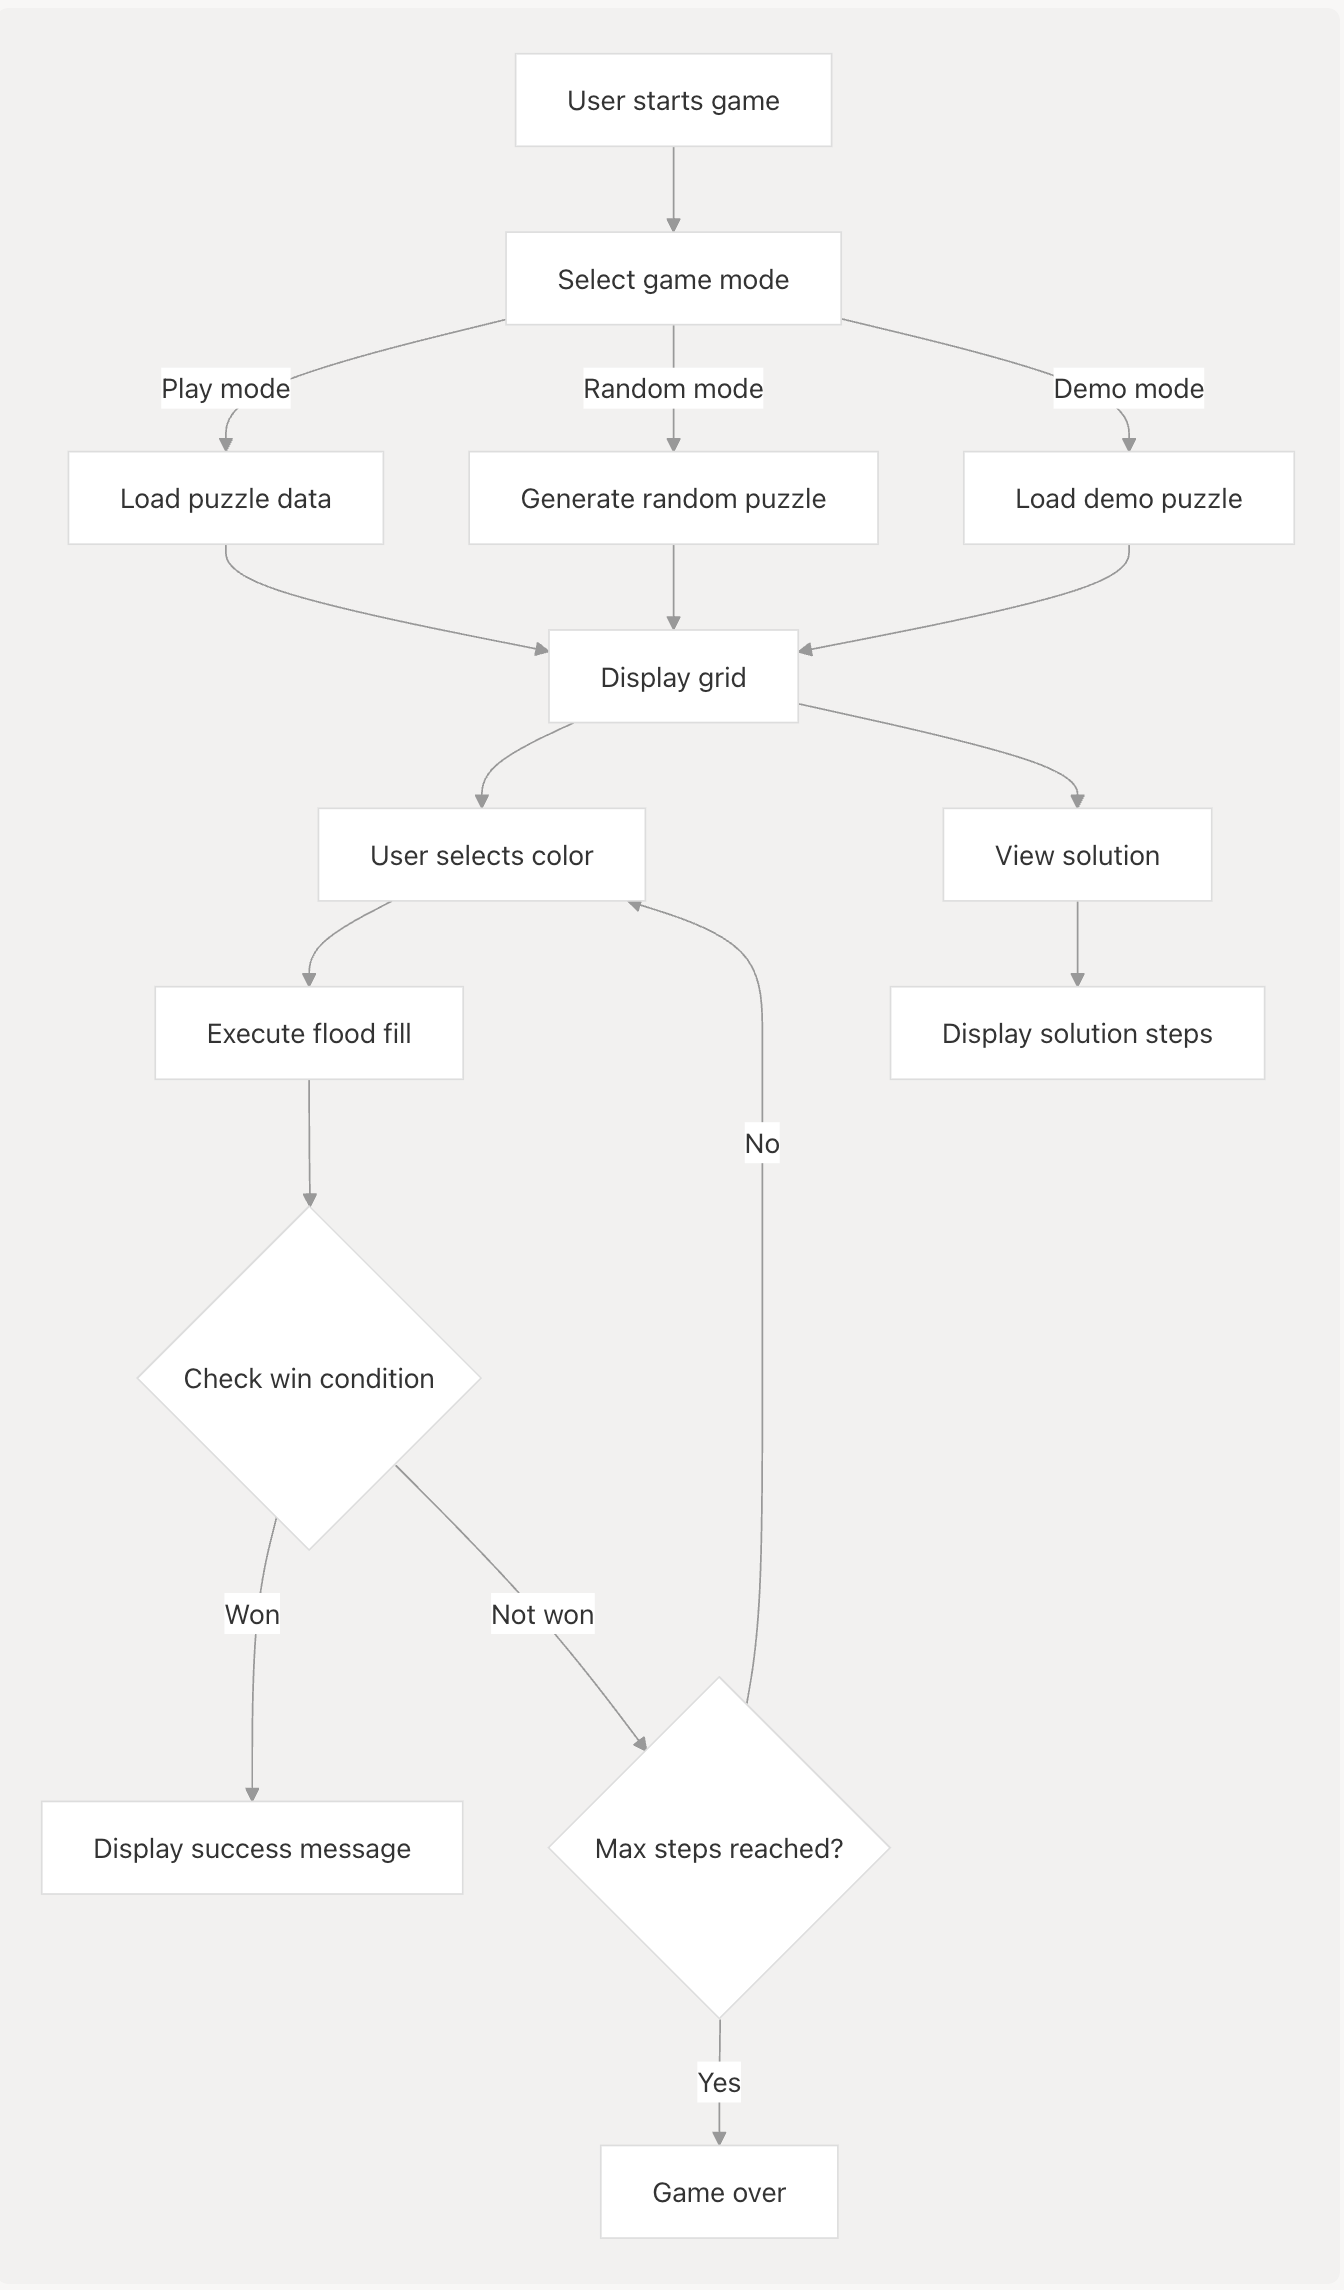 User starts game
Select game mode
Play mode
Random mode
Demo mode
Load puzzle data
Generate random puzzle
Load demo puzzle
Display grid
User selects color
View solution
Execute flood fill
Display solution steps
No
Check win condition
Won
Not won
Display success message
Max steps reached?
Yes
Game over